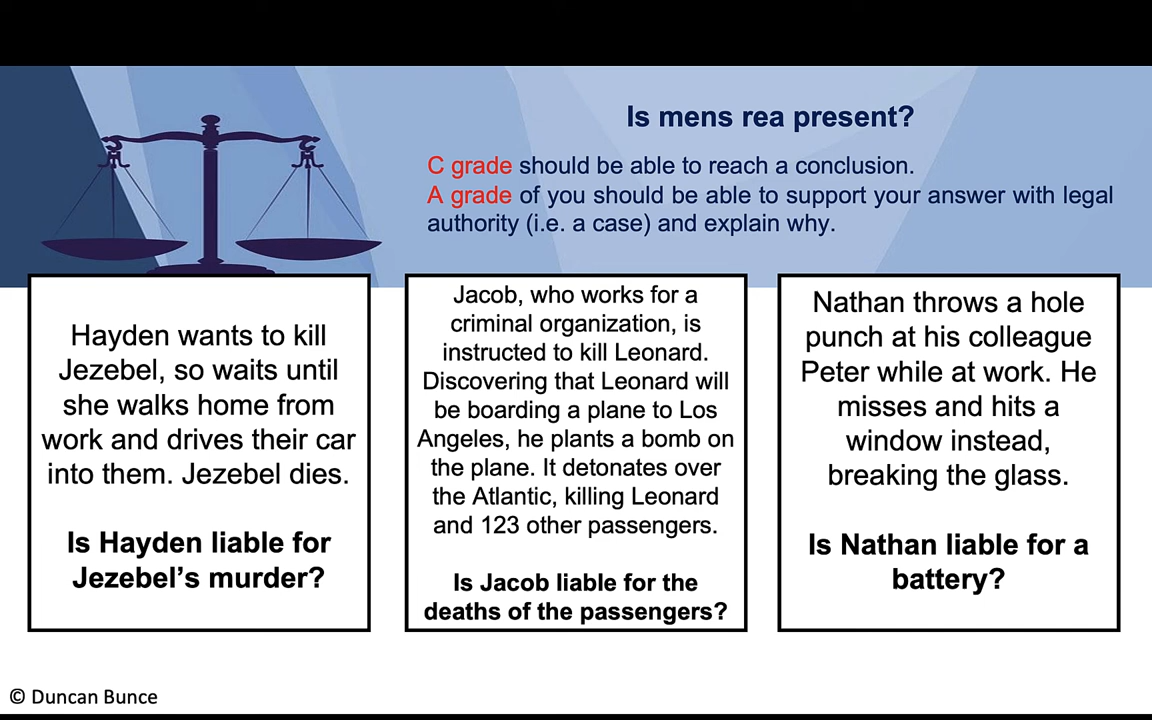 Is mens rea present?
C grade should be able to reach a conclusion.
A grade of you should be able to support your answer with legal
authority (i.e. a case) and explain why.
Hayden wants to kill
Jezebel, so waits until
she walks home from
work and drives their car
into them. Jezebel dies.
Is Hayden liable for
Jezebel’s murder?
Jacob, who works for a
criminal organization, is
instructed to kill Leonard.
Discovering that Leonard will
be boarding a plane to Los
Angeles, he plants a bomb on
the plane. It detonates over
the Atlantic, killing Leonard
and 123 other passengers.
Is Jacob liable for the
deaths of the passengers?
Nathan throws a hole
punch at his colleague
Peter while at work. He
misses and hits a
window instead,
breaking the glass.
Is Nathan liable for a
battery?
© Duncan Bunce